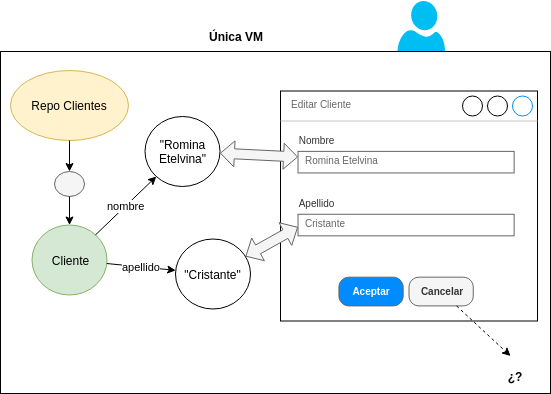 Única VM
Repo Clientes
Editar Cliente
"Romina
Etelvina"
Nombre
Romina Etelvina
nombre
Apellido
Cristante
Cliente
apellido
"Cristante"
Aceptar
Cancelar
¿?